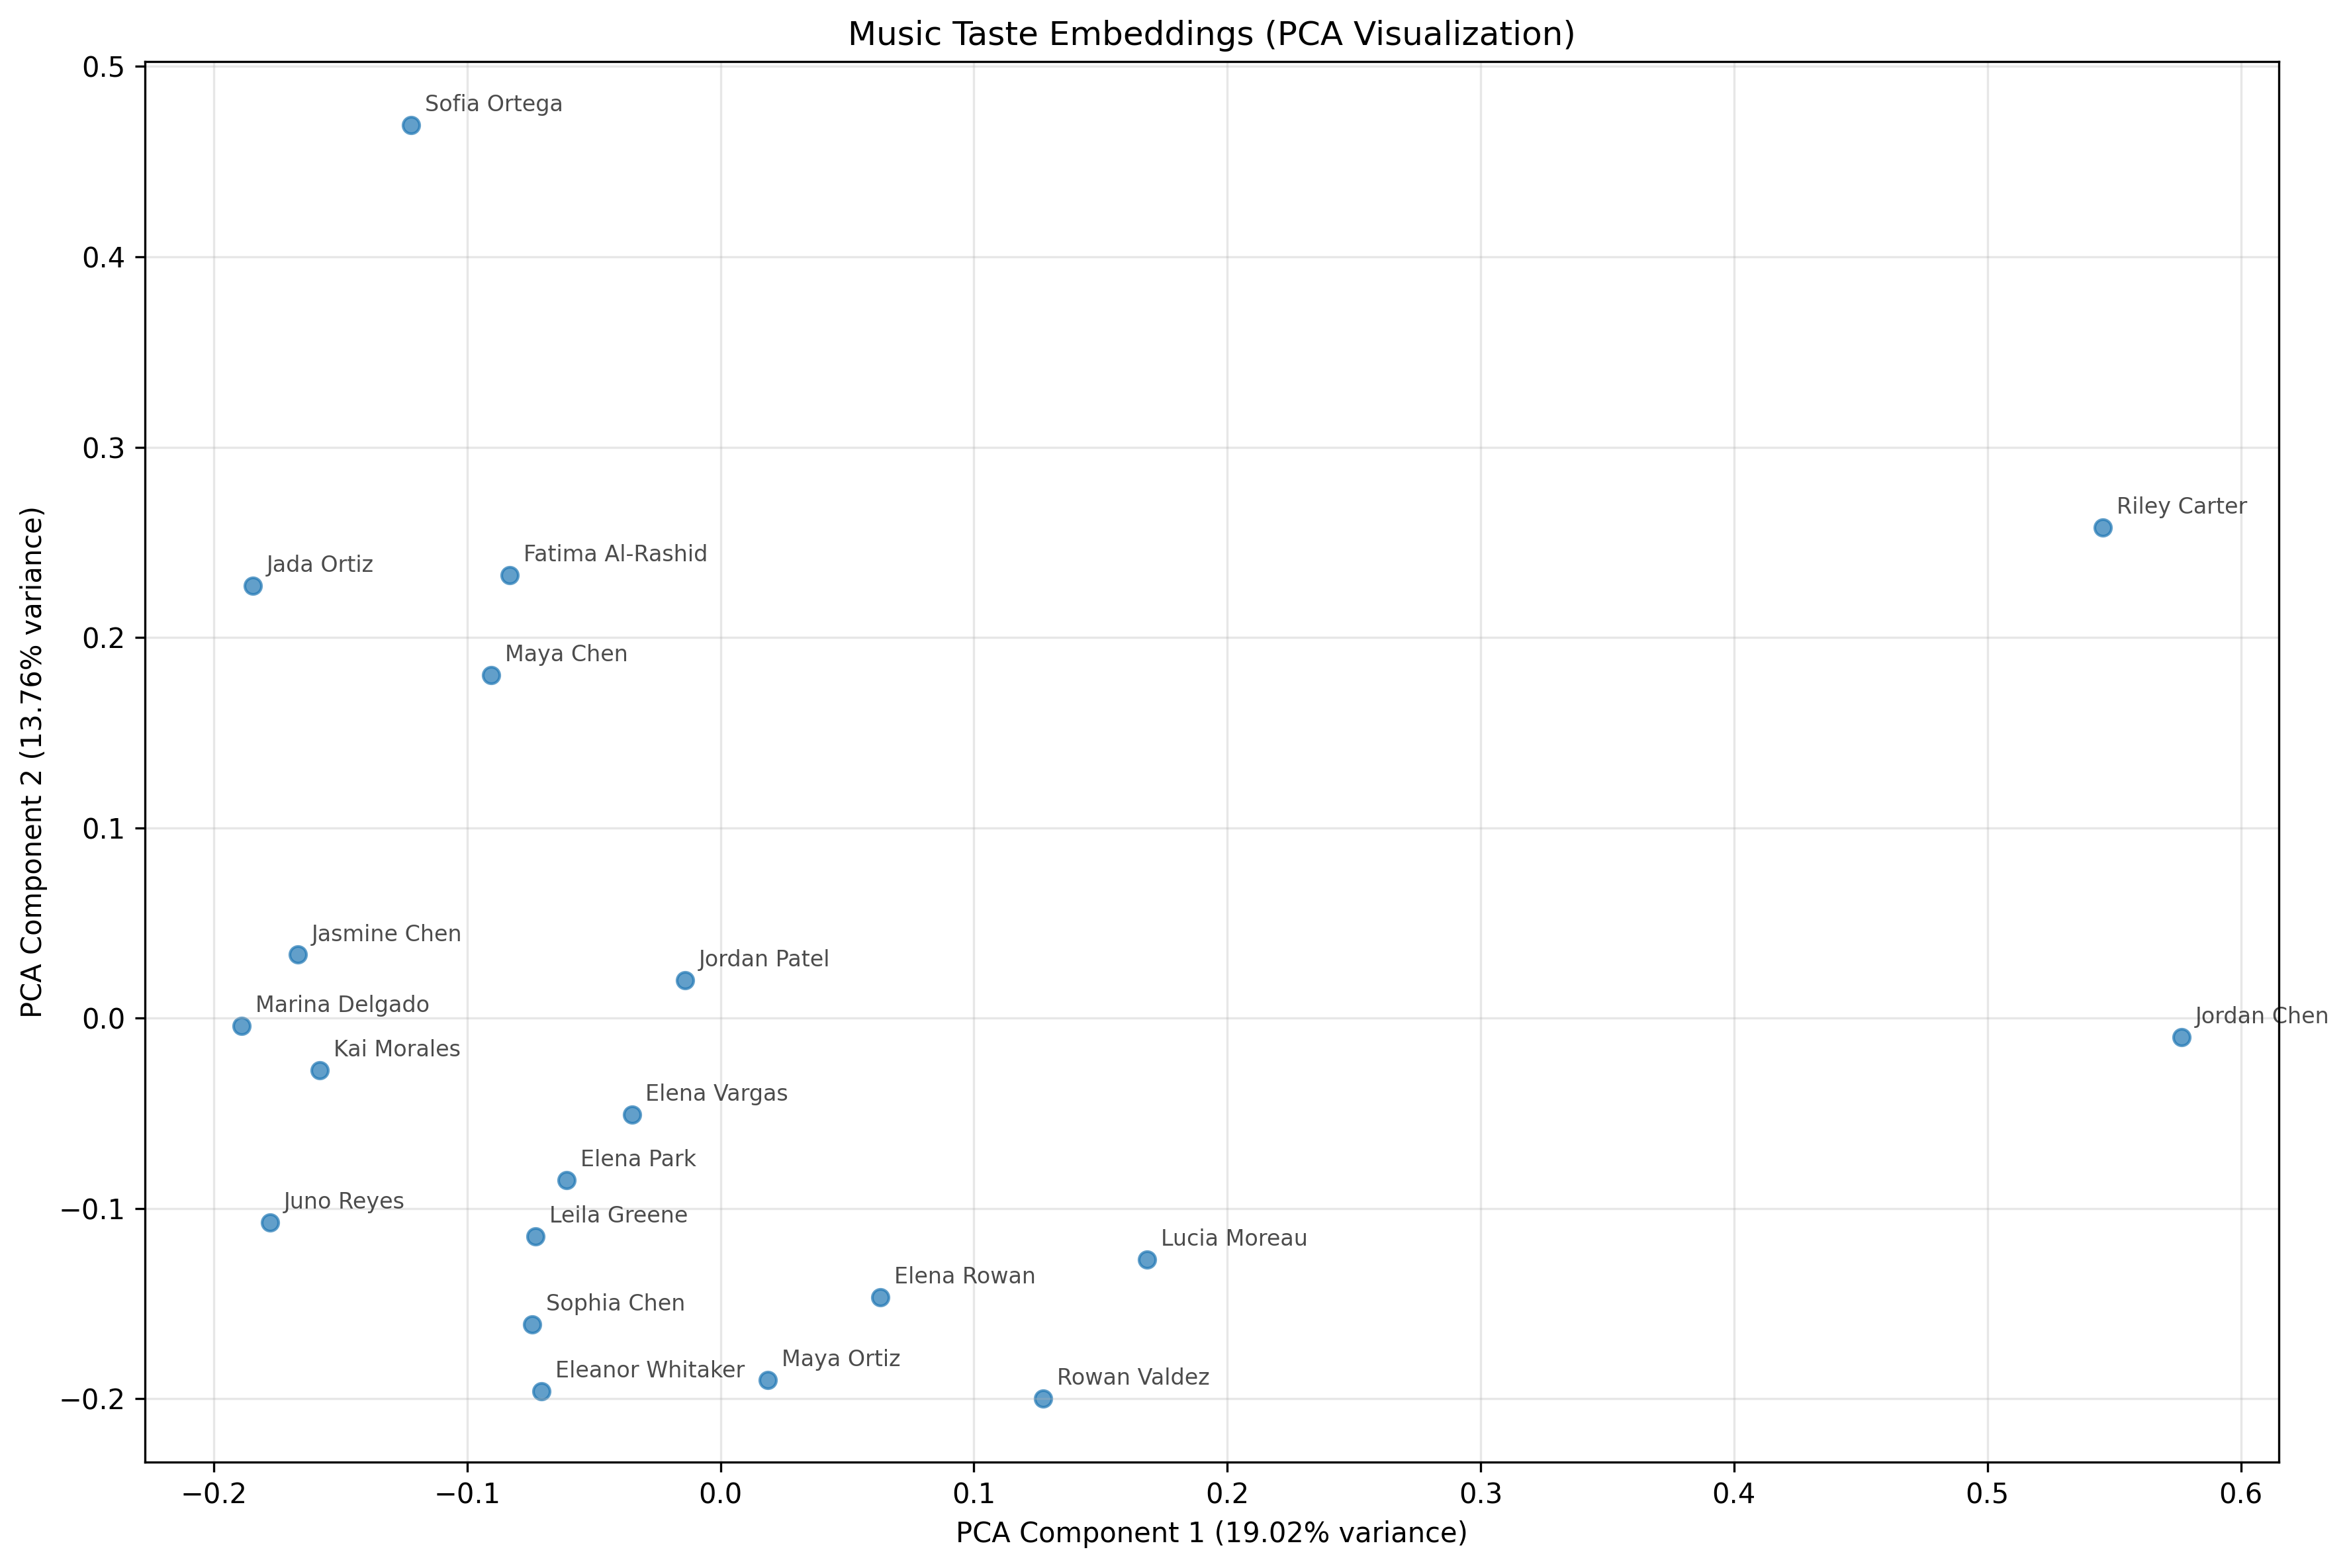 Music Taste Embeddings (PCA Visualization)
PCA Component 2 (13.76% variance)
0.5
0.4
0.3
0.2
0.1
0.0
−0.1
−0.2
Sofia Ortega
Riley Carter
Fatima Al-Rashid
Jada Ortiz
Maya Chen
Jasmine Chen
Jordan Patel
Marina Delgado
Jordan Chen
Kai Morales
Elena Vargas
Elena Park
Juno Reyes
Leila Greene
Lucia Moreau
Elena Rowan
Sophia Chen
Maya Ortiz
Eleanor Whitaker
Rowan Valdez
−0.2 −0.1 0.0 0.1 0.2 0.3 0.4 0.5 0.6
PCA Component 1 (19.02% variance)